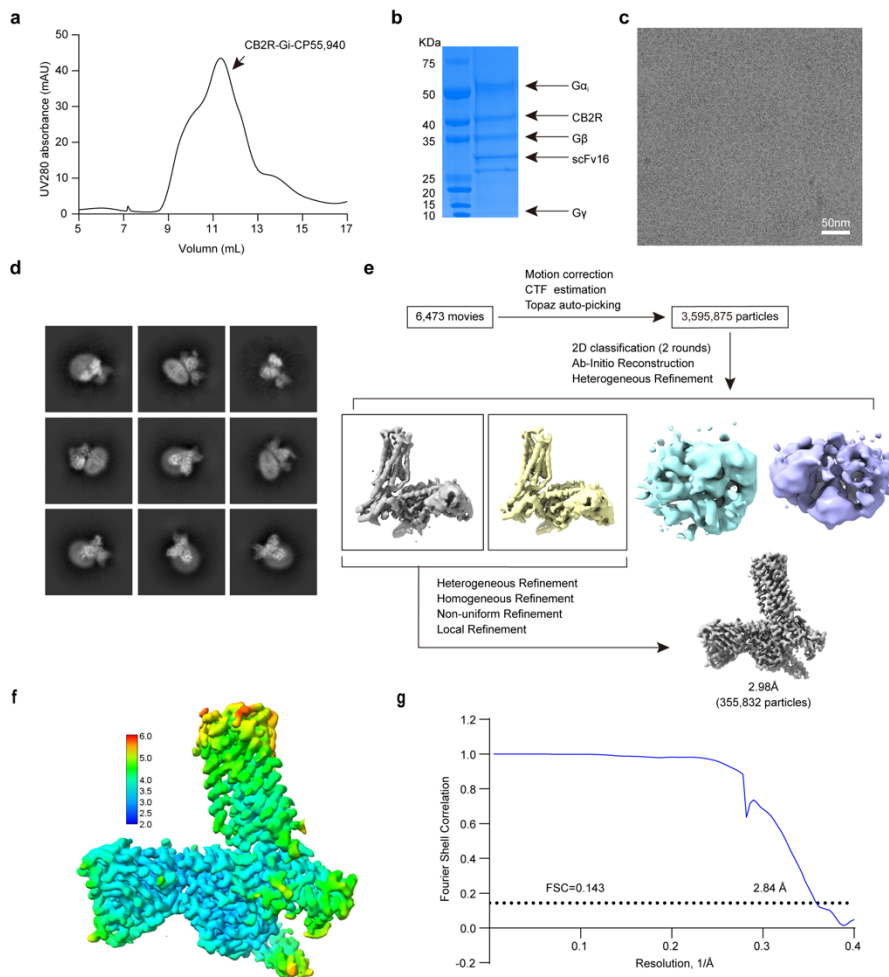 a
CB2R-Gi-CP55,940
UV280 absorbance (mAU)
50
40
30
20
10
0
5
7
9
11
13
15
17
Volumn (mL)
b
KDa
75
50
40
35
25
20
15
10
Gαi
CB2R
Gβ
scFv16
Gγ
c
50nm
d
e
Motion correction
CTF estimation
Topaz auto-picking
6,473 movies
3,595,875 particles
2D classification (2 rounds)
Ab-Initio Reconstruction
Heterogeneous Refinement
Heterogeneous Refinement
Homogeneous Refinement
Non-uniform Refinement
Local Refinement
2.98Å
(355,832 particles)
f
6.0
5.0
4.0
3.5
3.0
2.5
2.0
g
Fourier Shell Correlation
1.2
1.0
0.8
0.6
0.4
0.2
0.0
-0.2
FSC=0.143
2.84 Å
0.1
0.2
0.3
0.4
Resolution, 1/Å